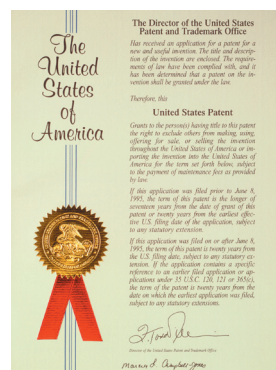 The
United
States
of
America
The Director of the United States
Patent and Trademark Office
Has received an application for a patent for a
new and useful invention. The title and descrip-
tion of the invention are enclosed. The require-
ments of law have been complied with, and it
has been determined that a patent on the in-
vention shall be granted under the law.
Therefore, this
United States Patent
Grants to the person(s) having title to this patent
the right to exclude others from making, using,
offering for sale, or selling the invention
throughout the United States of America or im-
porting the invention into the United States of
America for the term set forth below, subject
to the payment of maintenance fees as provided
by law.
If this application was filed prior to June 8,
1995, the term of this patent is the longer of
seventeen years from the date of grant of this
patent or twenty years from the earliest effec-
tive U.S. filing date of the application, subject
to any statutory extension.
If this application was filed on or after June 8,
1995, the term of this patent is twenty years from
the U.S. filing date, subject to any statutory ex-
tension. If the application contains a specific
reference to an earlier filed application or ap-
plications under 35 U.S.C. 120, 121 or 365(c),
the term of the patent is twenty years from the
date on which the earliest application was filed,
subject to any statutory extension.
Director of the United States Patent and Trademark Office